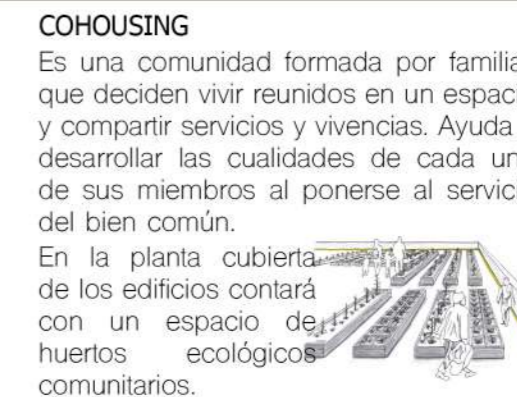 COHOUSING
Es una comunidad formada por familia
que deciden vivir reunidos en un espaci
y compartir servicios y vivencias. Ayuda
desarrollar las cualidades de cada un
de sus miembros al ponerse al servic
del bien común.
En la planta cubierta
de los edificios contará
con un espacio de
huertos ecológicos
comunitarios.